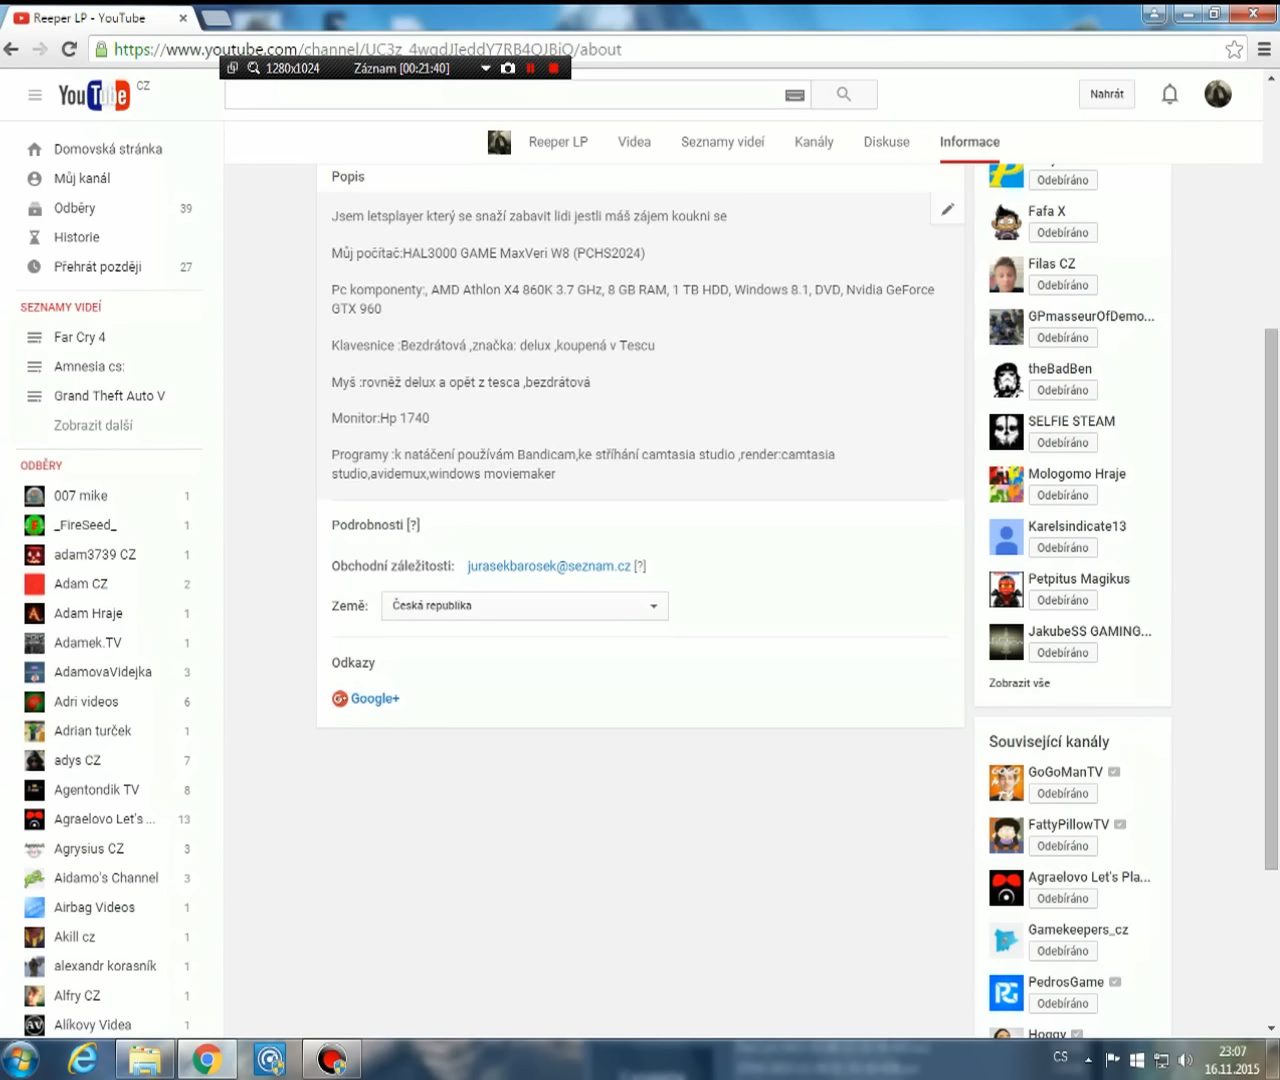 Reeper LP - YouTube
https://www.youtube.com/channel/UC3z_4wqdJIeddY7RB4OJBiQ/about
1280x1024 Záznam [00:21:40]
YouTube CZ
Nahrát
Reeper LP Videa Seznamy videí Kanály Diskuse Informace
Domovská stránka
Můj kanál
Odběry 39
Historie
Přehrát později 27
SEZNAMY VIDEÍ
Far Cry 4
Amnesia cs:
Grand Theft Auto V
Zobrazit další
ODBĚRY
007 mike 1
_FireSeed_ 1
adam3739 CZ 1
Adam CZ 2
Adam Hraje 1
Adamek.TV 1
AdamovaVidejka 3
Adri videos 6
Adrian turček 1
adys CZ 7
Agentondik TV 8
Agraelovo Let's ... 13
Agrysius CZ 3
Aidamo's Channel 3
Airbag Videos 1
Akill cz 1
alexandr korasník 1
Alfry CZ 1
Alíkovy Videa 1
Popis
Jsem letsplayer který se snaží zabavit lidi jestli máš zájem koukni se
Můj počítač:HAL3000 GAME MaxVeri W8 (PCHS2024)
Pc komponenty:, AMD Athlon X4 860K 3.7 GHz, 8 GB RAM, 1 TB HDD, Windows 8.1, DVD, Nvidia GeForce
GTX 960
Klavesnice :Bezdrátová ,značka: delux ,koupená v Tescu
Myš :rovněž delux a opět z tesca ,bezdrátová
Monitor:Hp 1740
Programy :k natáčení používám Bandicam,ke stříhání camtasia studio ,render:camtasia
studio,avidemux,windows moviemaker
Podrobnosti [?]
Obchodní záležitosti: jurasekbarosek@seznam.cz [?]
Země: Česká republika
Odkazy
Google+
Odebíráno
Fafa X
Odebíráno
Filas CZ
Odebíráno
GPmasseurOfDemo...
Odebíráno
theBadBen
Odebíráno
SELFIE STEAM
Odebíráno
Mologomo Hraje
Odebíráno
Karelsindicate13
Odebíráno
Petpitus Magikus
Odebíráno
JakubeSS GAMING...
Odebíráno
Zobrazit vše
Související kanály
GoGoManTV
Odebíráno
FattyPillowTV
Odebíráno
Agraelovo Let's Pla...
Odebíráno
Gamekeepers_cz
Odebíráno
PedrosGame
Odebíráno
Hoggy
CS
23:07
16.11.2015